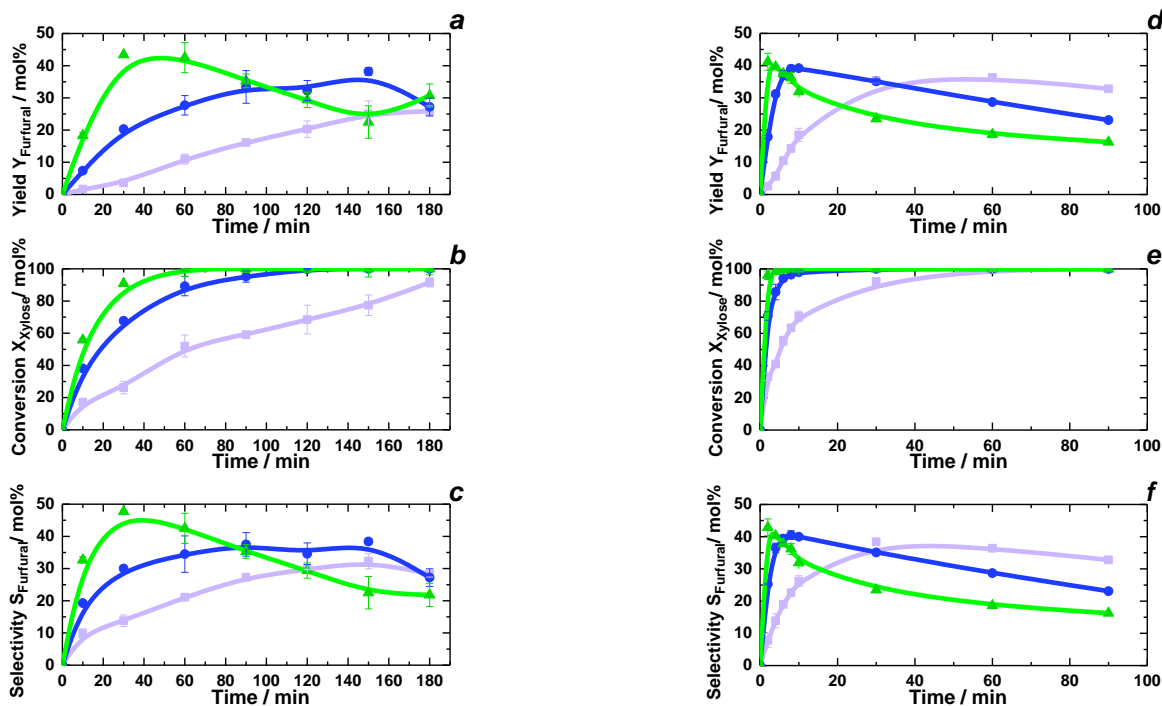 a
50
40
30
20
10
0
0 20 40 60 80 100 120 140 160 180
Time / min
Yield Y_Furfural / mol%
d
50
40
30
20
10
0
0 20 40 60 80 100
Time / min
Yield Y_Furfural/ mol%
b
100
80
60
40
20
0
0 20 40 60 80 100 120 140 160 180
Time / min
Conversion X_Xylose/ mol%
e
100
80
60
40
20
0
0 20 40 60 80 100
Time / min
Conversion X_Xylose/ mol%
c
50
40
30
20
10
0
0 20 40 60 80 100 120 140 160 180
Time / min
Selectivity S_Furfural/ mol%
f
50
40
30
20
10
0
0 20 40 60 80 100
Time / min
Selectivity S_Furfural/ mol%